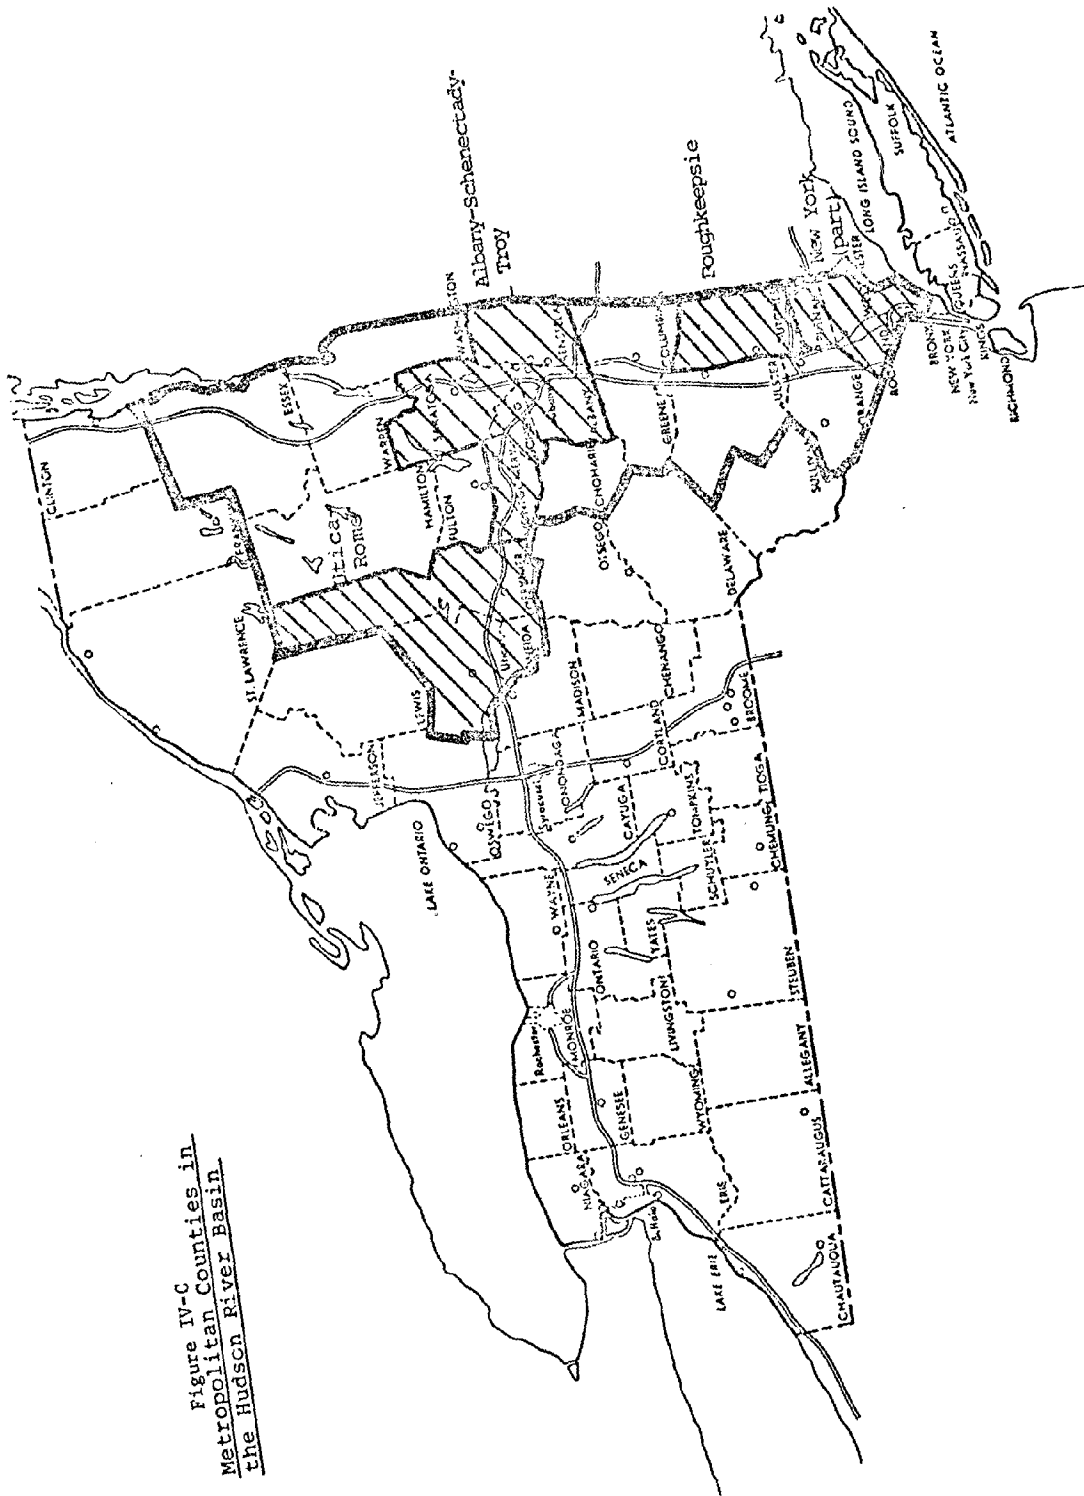 Figure IV-C
Metropolitan Counties in
the Hudson River Basin
CLINTON
ST. LAWRENCE
ESSEX
Utica
Rome
HAMILTON
WARREN
LEWIS
JEFFERSON
FULTON
SARATOGA
Albany-Schenectady-
Troy
LAKE ONTARIO
OSWEGO
WAYNE
Rochester
MONROE
ORLEANS
NIAGARA
GENESEE
ONTARIO
Syracuse
ONONDAGA
CAYUGA
SENECA
MADISON
OTSEGO
ALBANY
YATES
LIVINGSTON
WYOMING
ERIE
LAKE ERIE
CORTLAND
TOMPKINS
SCHUYLER
CHENANGO
GREENE
DELAWARE
ULSTER
Poughkeepsie
CHAUTAUQUA
CATTARAUGUS
ALLEGANY
STEUBEN
CHEMUNG
TIOGA
BROOME
ORANGE
New York
(part)
BRONX
NEW YORK
New York City
KINGS
QUEENS
NASSAU
RICHMOND
LONG ISLAND SOUND
SUFFOLK
ATLANTIC OCEAN